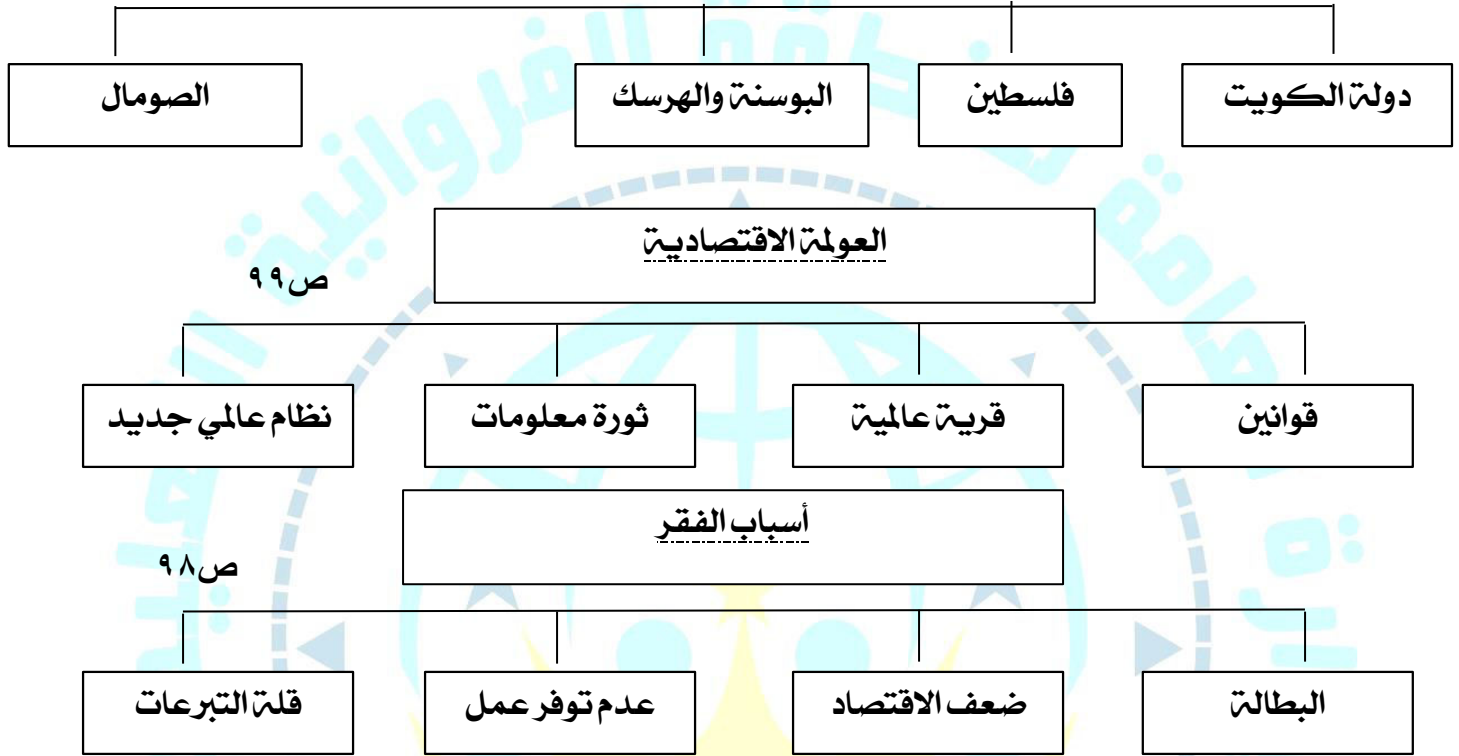 دولة الكويت
فلسطين
البوسنة والهرسك
الصومال
العولمة الاقتصادية
ص٩٩
قوانين
قرية عالمية
ثورة معلومات
نظام عالمي جديد
أسباب الفقر
ص٩٨
البطالة
ضعف الاقتصاد
عدم توفر عمل
قلة التبرعات